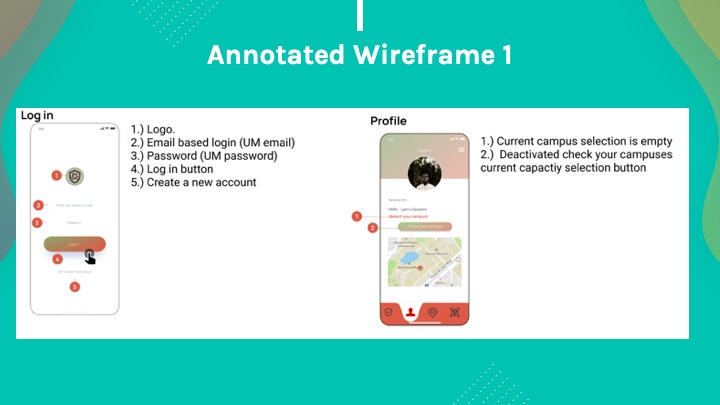 Annotated Wireframe 1
Log in
1.) Logo.
2.) Email based login (UM email)
3.) Password (UM password)
4.) Log in button
5.) Create a new account
1
2
3
Password
Log in
4
5
Profile
1.) Current campus selection is empty
2.) Deactivated check your campuses
current capactiy selection button
Hello,
1
(Select your campus)
2